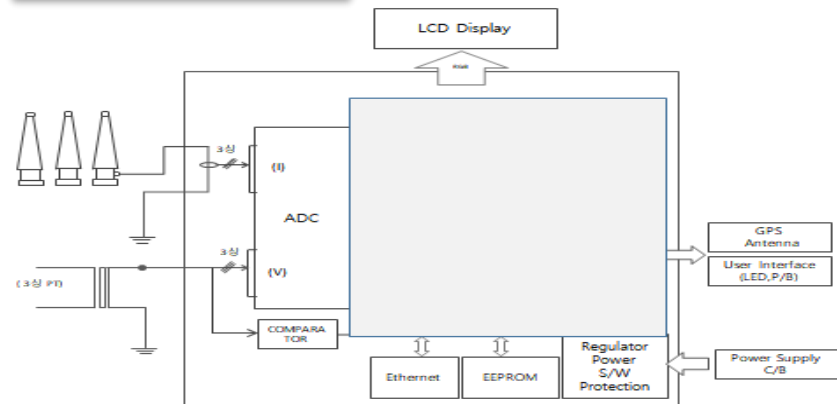 LCD Display
RGB
3상
{I}
ADC
3상
{V}
( 3상 PT)
COMPARA
TOR
GPS
Antenna
User Interface
(LED,P/B)
Ethernet
EEPROM
Regulator
Power
S/W
Protection
Power Supply
C/B